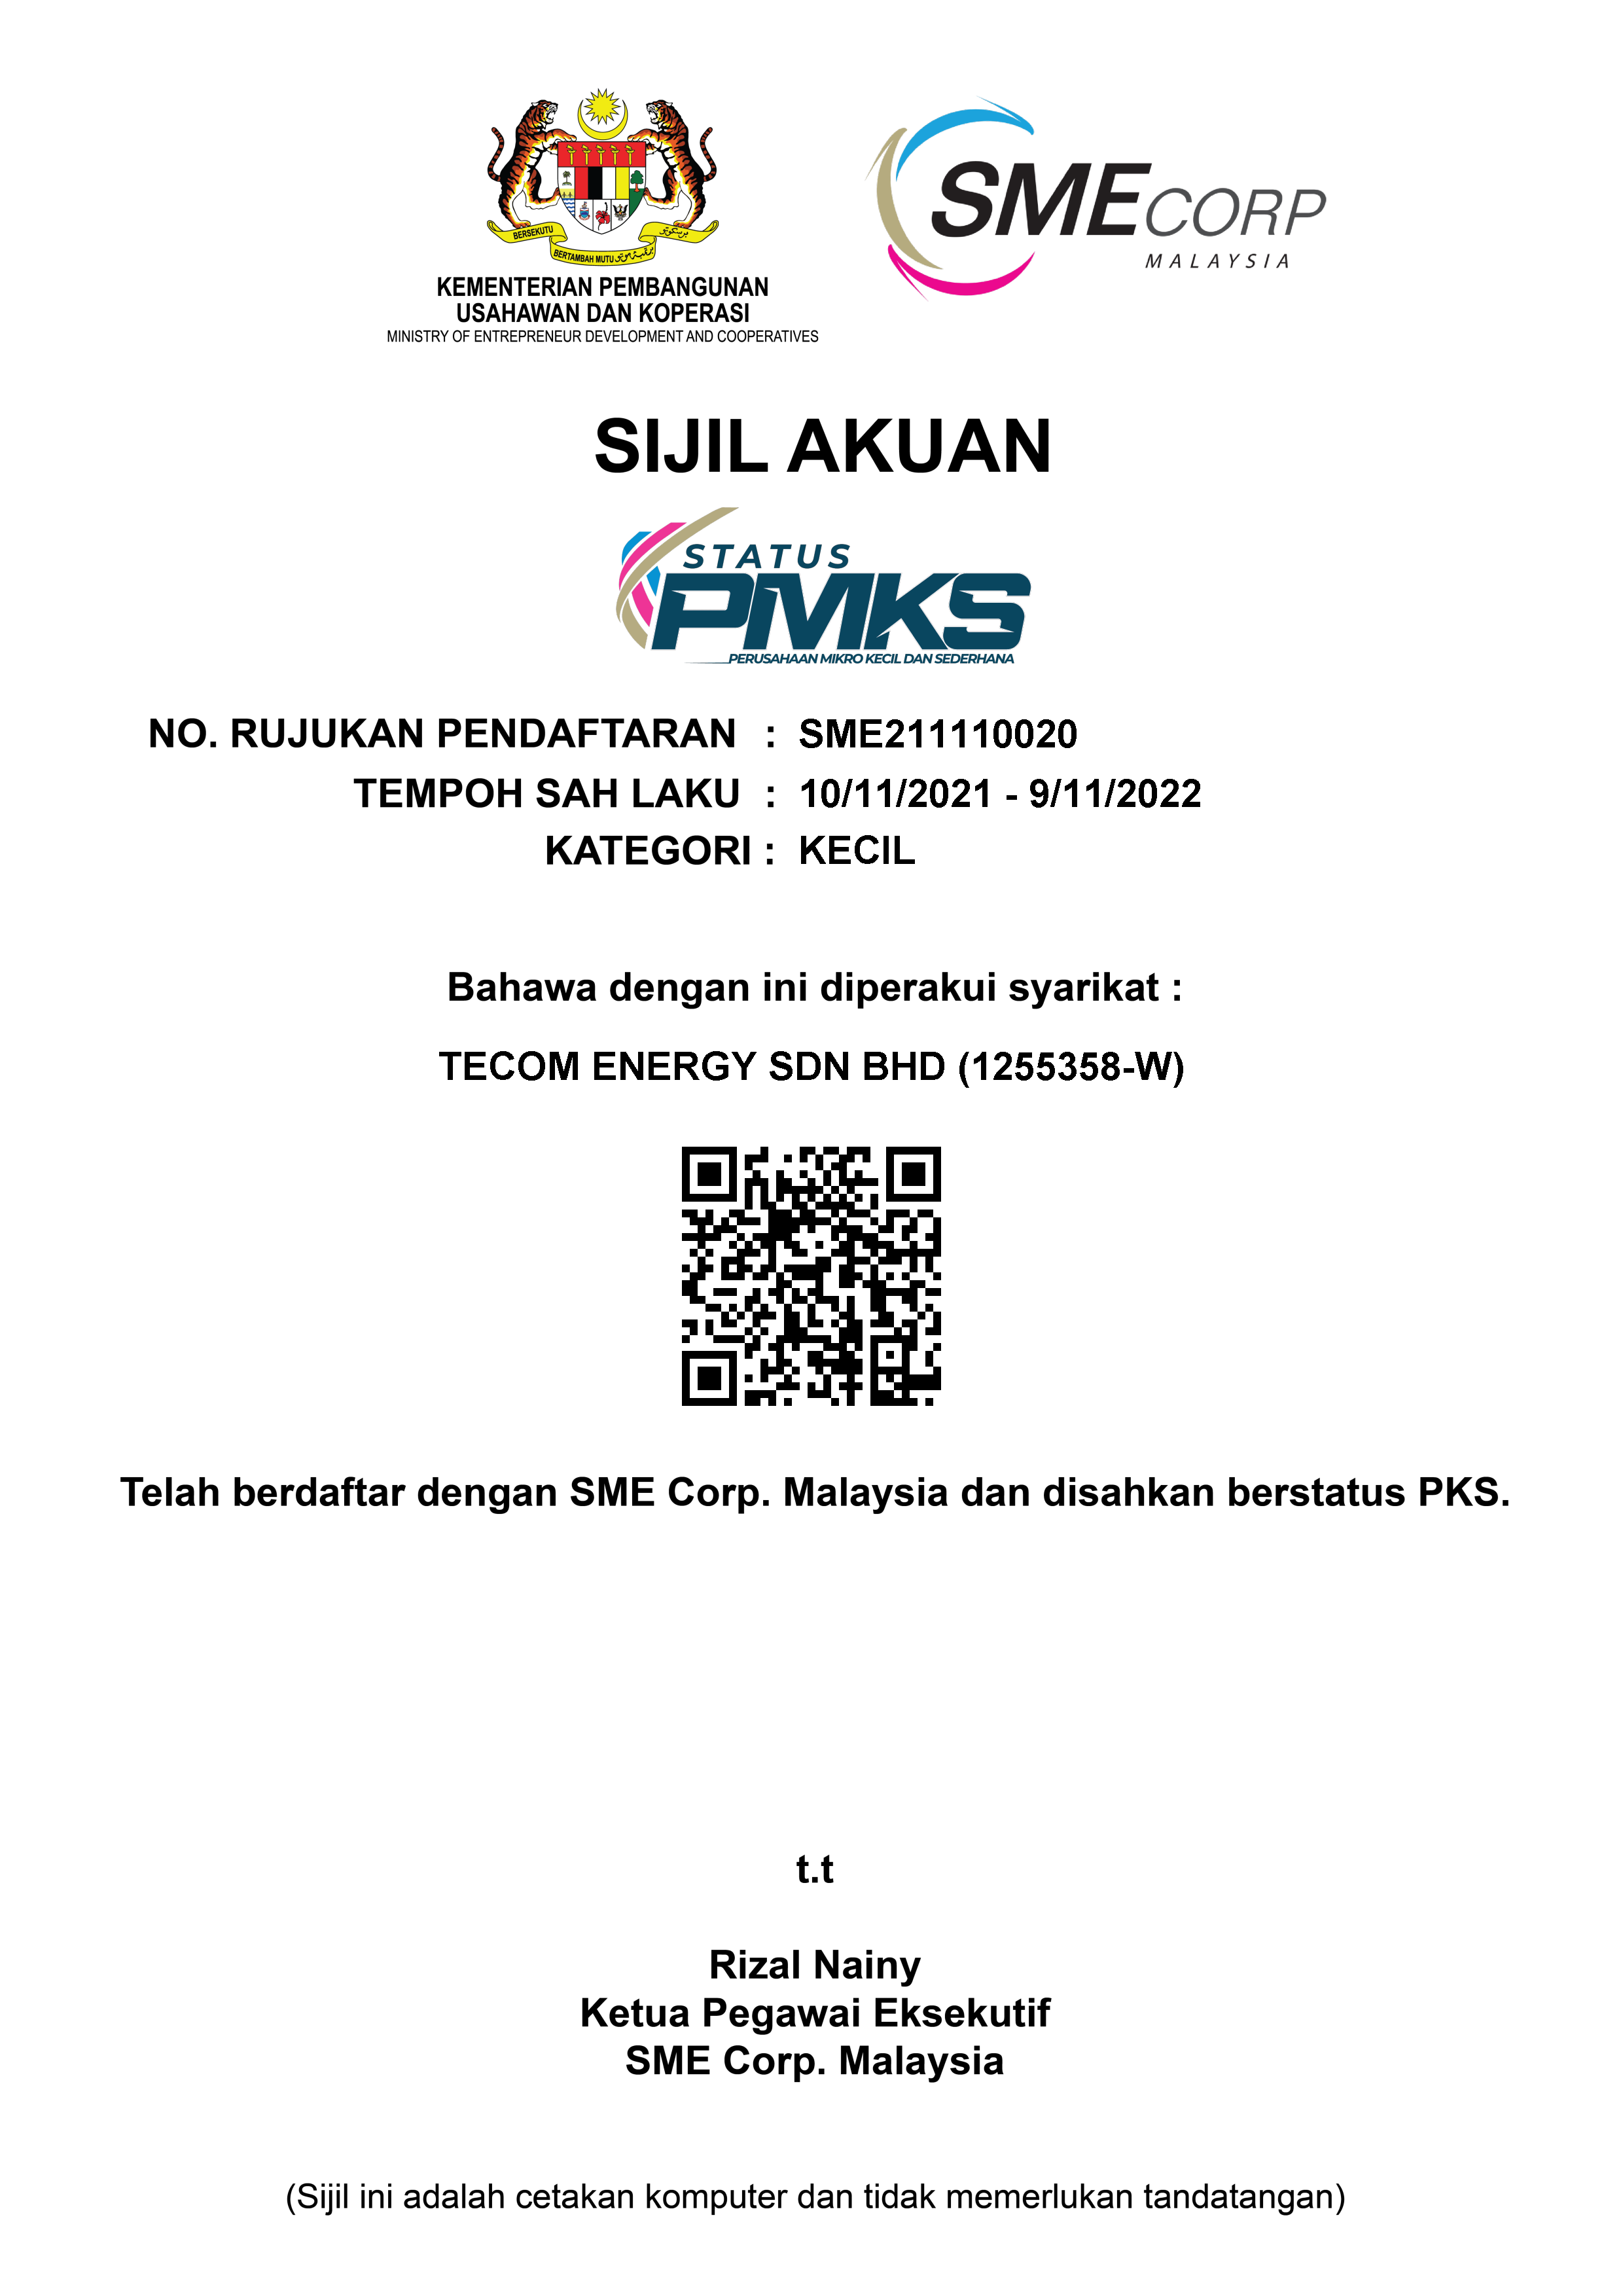 BERSEKUTU
BERTAMBAH MUTU
KEMENTERIAN PEMBANGUNAN
USAHAWAN DAN KOPERASI
MINISTRY OF ENTREPRENEUR DEVELOPMENT AND COOPERATIVES
SMECORP
MALAYSIA
SIJIL AKUAN
STATUS
PMKS
PERUSAHAAN MIKRO KECIL DAN SEDERHANA
NO. RUJUKAN PENDAFTARAN : SME211110020
TEMPOH SAH LAKU : 10/11/2021 - 9/11/2022
KATEGORI : KECIL
Bahawa dengan ini diperakui syarikat :
TECOM ENERGY SDN BHD (1255358-W)
Telah berdaftar dengan SME Corp. Malaysia dan disahkan berstatus PKS.
t.t
Rizal Nainy
Ketua Pegawai Eksekutif
SME Corp. Malaysia
(Sijil ini adalah cetakan komputer dan tidak memerlukan tandatangan)